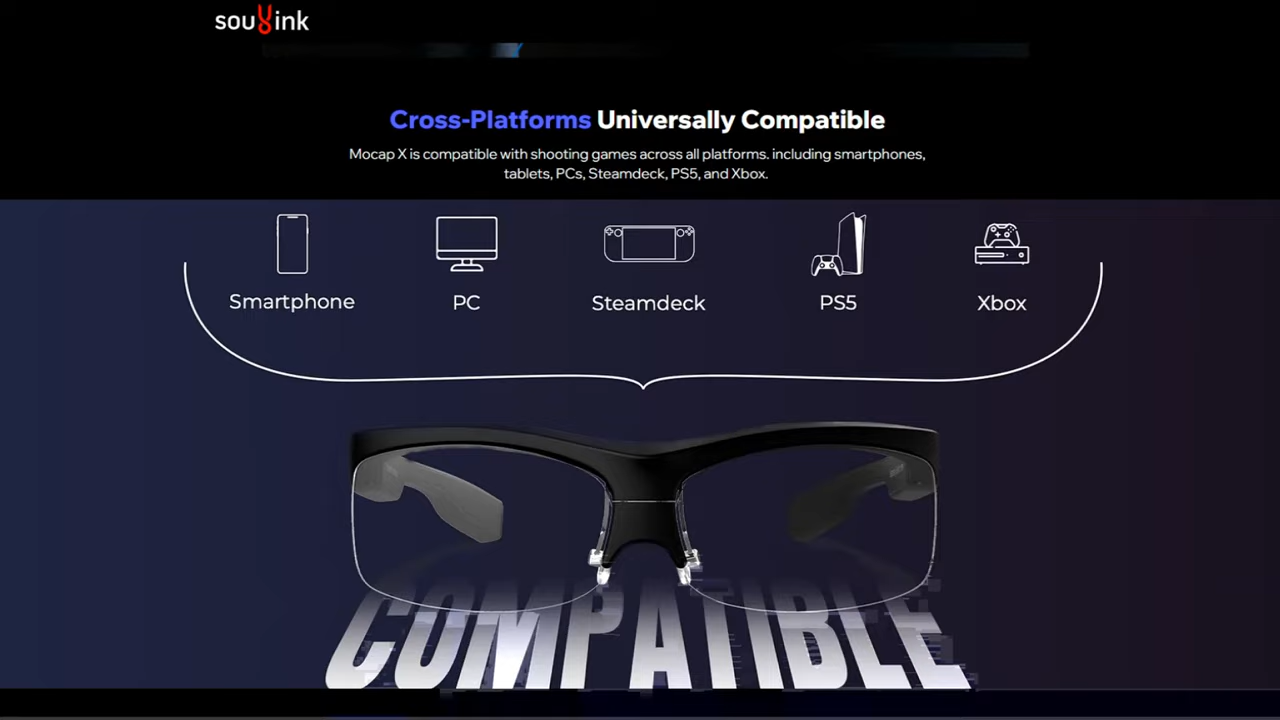 soulink
Cross-Platforms Universally Compatible
Mocap X is compatible with shooting games across all platforms. including smartphones,
tablets, PCs, Steamdeck, PS5, and Xbox.
Smartphone PC Steamdeck PS5 Xbox
COMPATIBLE